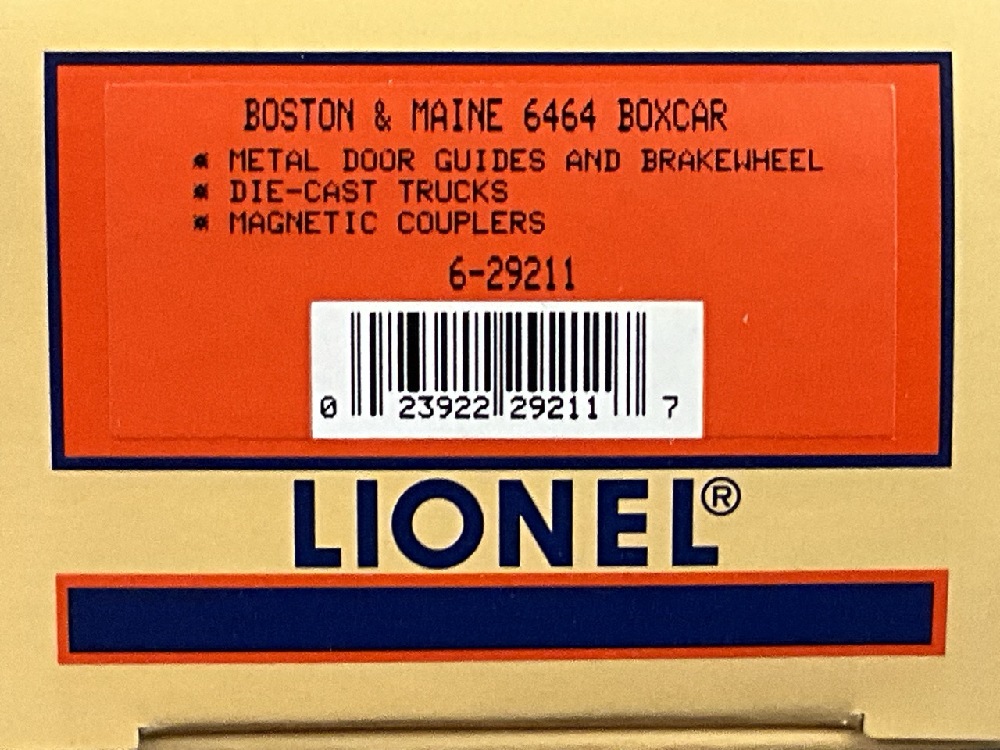 BOSTON & MAINE 6464 BOXCAR
* METAL DOOR GUIDES AND BRAKEWHEEL
* DIE-CAST TRUCKS
* MAGNETIC COUPLERS
6-29211
0 23922 29211 7
LIONEL®